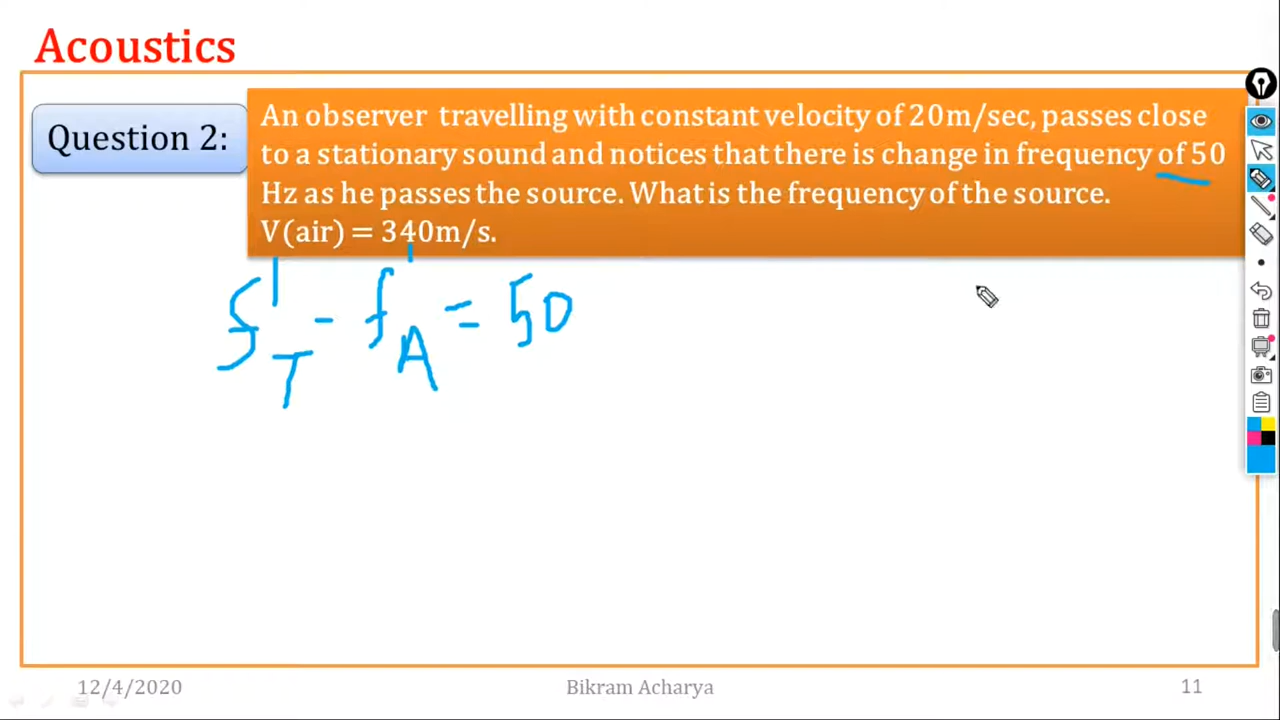 Acoustics
Question 2:
An observer travelling with constant velocity of 20m/sec, passes close
to a stationary sound and notices that there is change in frequency of 50
Hz as he passes the source. What is the frequency of the source.
V(air) = 340m/s.
f'T - f'A = 50
12/4/2020
Bikram Acharya
11